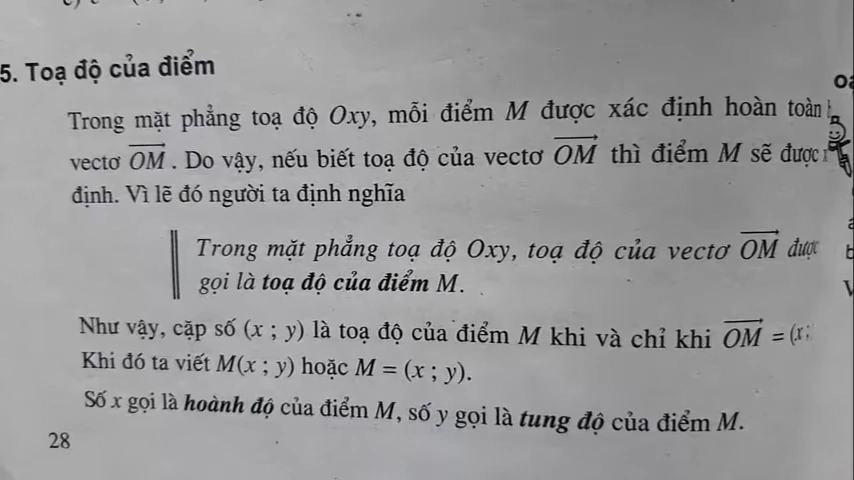 5. Toạ độ của điểm
Trong mặt phẳng toạ độ Oxy, mỗi điểm M được xác định hoàn toàn
vectơ OM. Do vậy, nếu biết toạ độ của vectơ OM thì điểm M sẽ được
định. Vì lẽ đó người ta định nghĩa
Trong mặt phẳng toạ độ Oxy, toạ độ của vectơ OM được
gọi là toạ độ của điểm M.
Như vậy, cặp số (x ; y) là toạ độ của điểm M khi và chỉ khi OM = (x ;
Khi đó ta viết M(x ; y) hoặc M = (x ; y).
Số x gọi là hoành độ của điểm M, số y gọi là tung độ của điểm M.
28